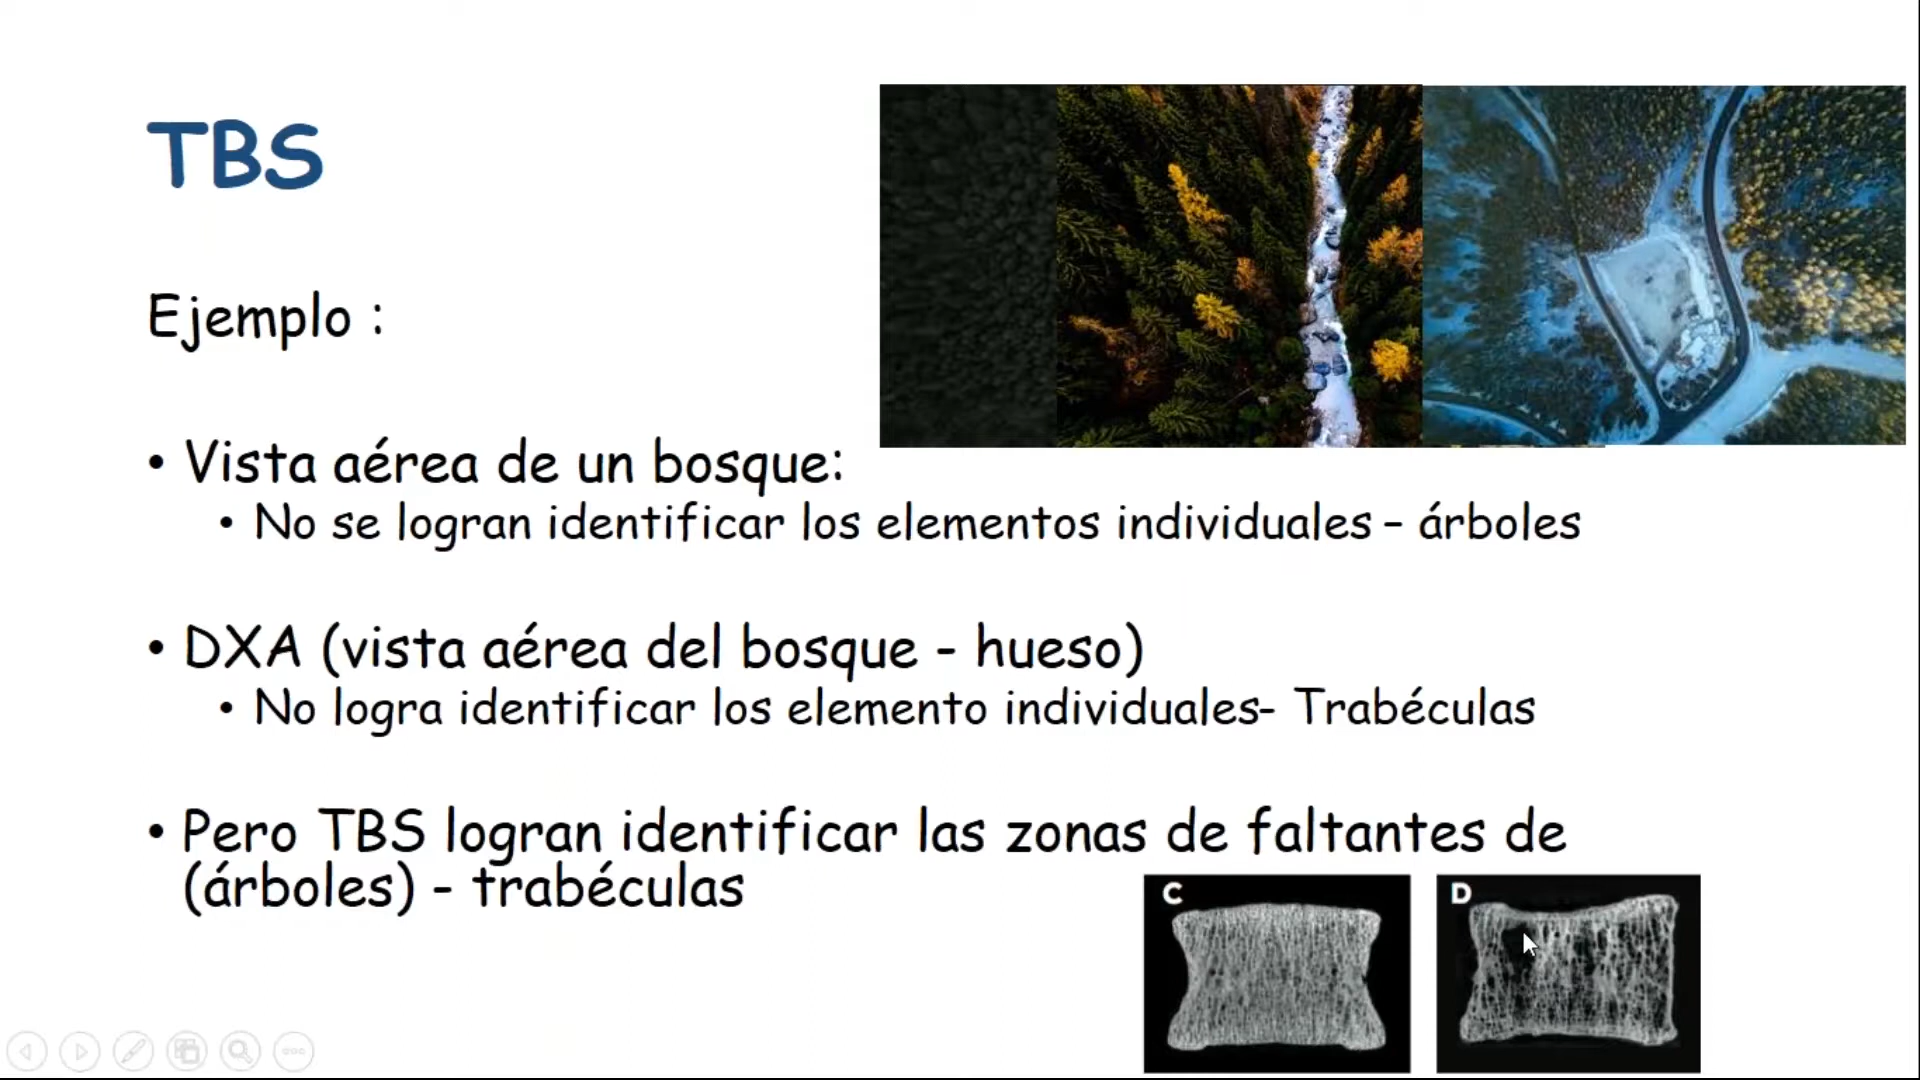 TBS
Ejemplo :
• Vista aérea de un bosque:
• No se logran identificar los elementos individuales – árboles
• DXA (vista aérea del bosque - hueso)
• No logra identificar los elemento individuales- Trabéculas
• Pero TBS logran identificar las zonas de faltantes de
(árboles) - trabéculas
C
D